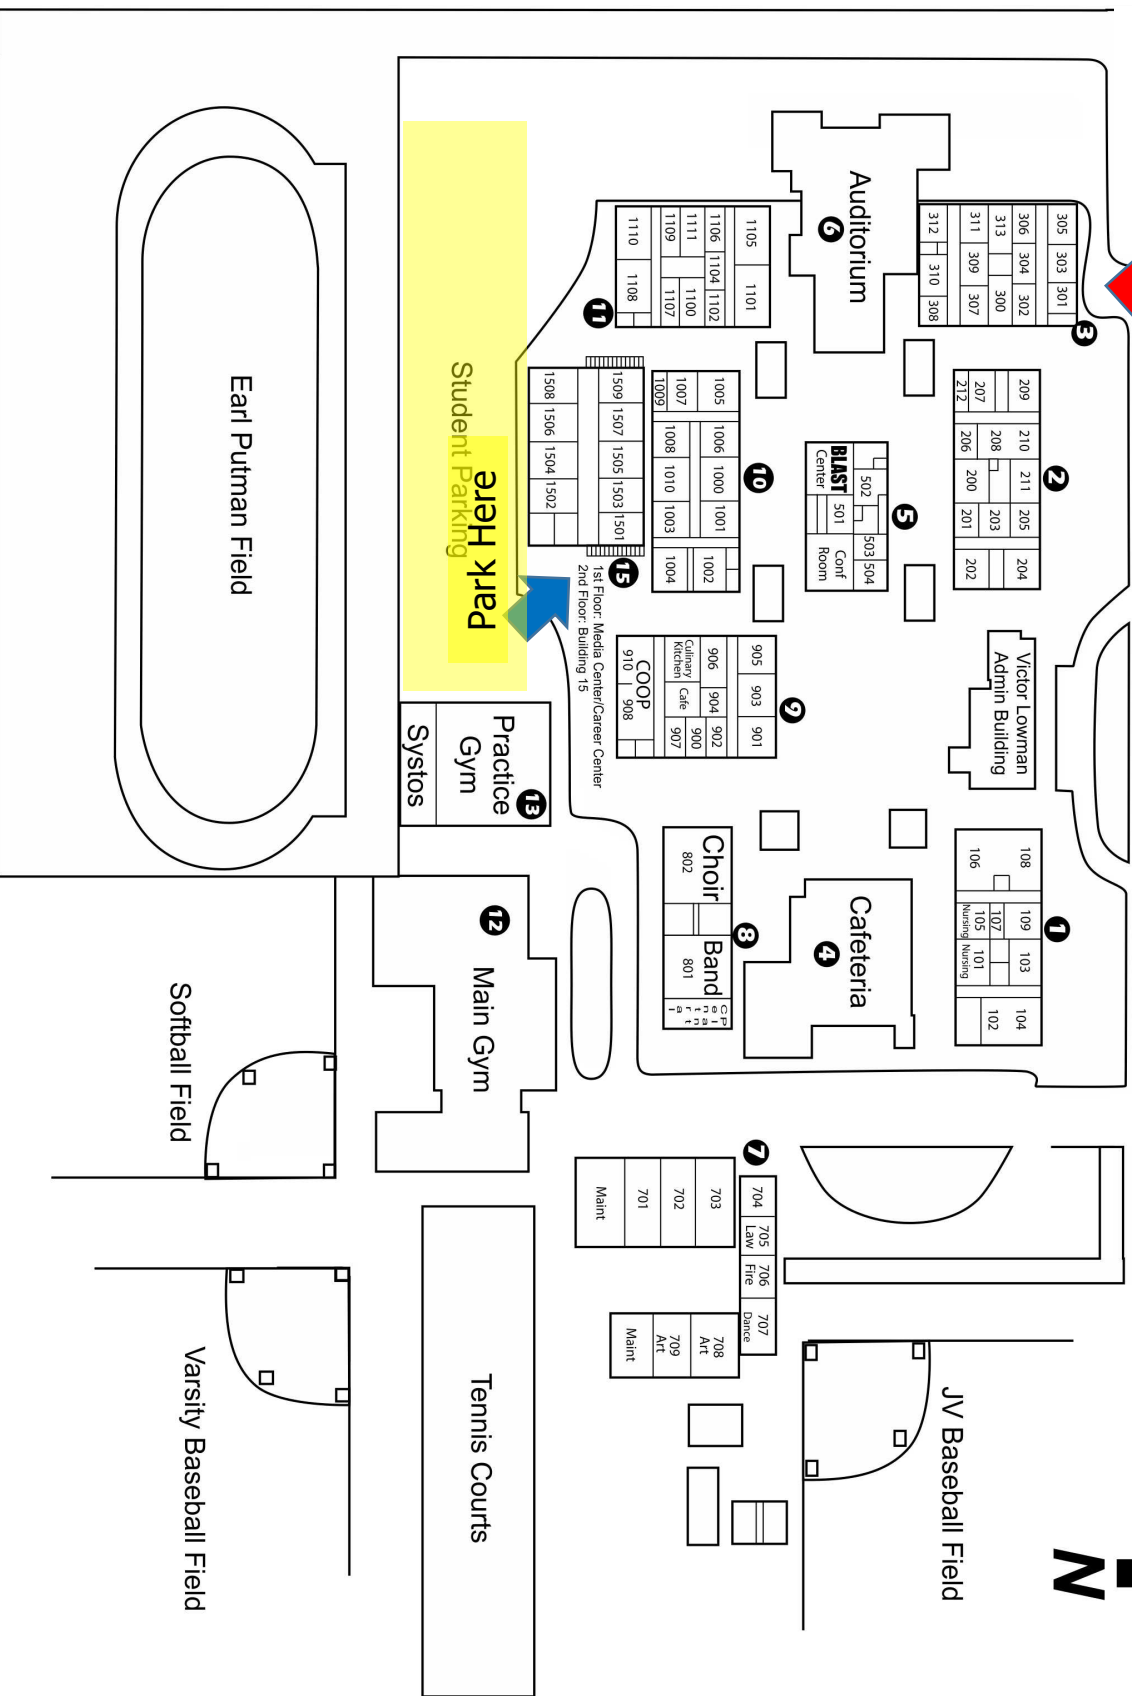 Auditorium
6
305
303
301
306
304
302
313
300
311
309
307
312
310
308
3
1105
1101
1106
1104
1102
1111
1100
1109
1107
1110
1108
11
209
210
211
205
204
207
208
203
212
206
200
201
202
2
BLAST
Center
502
501
503
504
Conf
Room
5
1005
1006
1000
1001
1002
1007
1009
1008
1010
1003
1004
10
1509
1507
1505
1503
1501
1508
1506
1504
1502
15
1st Floor: Media Center/Career Center
2nd Floor: Building 15
Student Parking
Park Here
Earl Putman Field
Victor Lowman
Admin Building
905
903
901
906
904
902
Culinary
Kitchen
Cafe
900
907
COOP
910
908
9
Practice
Gym
Systos
13
108
106
109
107
105
Nursing
103
101
Nursing
104
102
1
Cafeteria
4
Choir
802
Band
801
8
12
Main Gym
Softball Field
7
704
705
Law
706
Fire
707
Dance
703
702
701
Maint
708
Art
709
Art
Maint
JV Baseball Field
Tennis Courts
Varsity Baseball Field
N